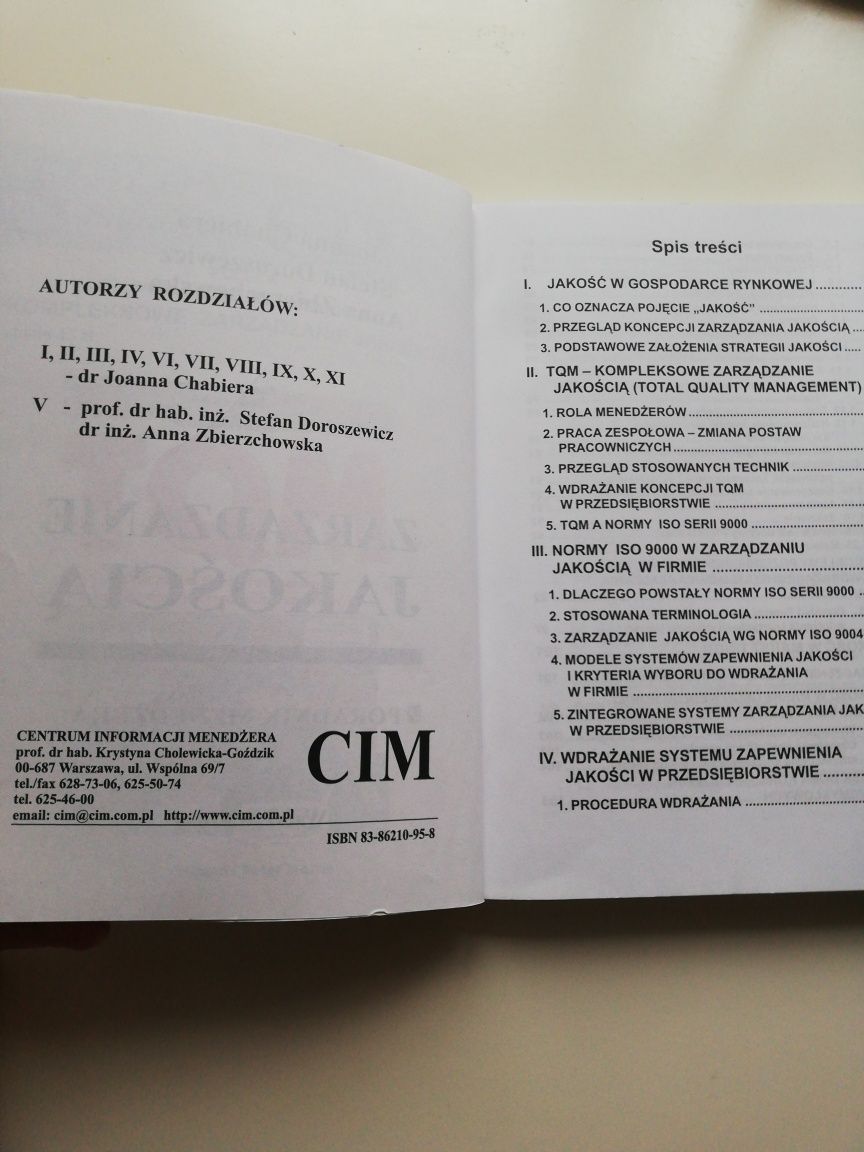 AUTORZY ROZDZIAŁÓW:
I, II, III, IV, VI, VII, VIII, IX, X, XI
- dr Joanna Chabiera
V - prof. dr hab. inż. Stefan Doroszewicz
dr inż. Anna Zbierzchowska
CENTRUM INFORMACJI MENEDŻERA
prof. dr hab. Krystyna Cholewicka-Goździk
00-687 Warszawa, ul. Wspólna 69/7
tel./fax 628-73-06, 625-50-74
tel. 625-46-00
email: cim@cim.com.pl http://www.cim.com.pl
CIM
ISBN 83-86210-95-8
Spis treści
I. JAKOŚĆ W GOSPODARCE RYNKOWEJ ..........
1. CO OZNACZA POJĘCIE „JAKOŚĆ” ..........
2. PRZEGLĄD KONCEPCJI ZARZĄDZANIA JAKOŚCIĄ ...
3. PODSTAWOWE ZAŁOŻENIA STRATEGII JAKOŚCI .....
II. TQM – KOMPLEKSOWE ZARZĄDZANIE
JAKOŚCIĄ (TOTAL QUALITY MANAGEMENT)
1. ROLA MENEDŻERÓW ..........
2. PRACA ZESPOŁOWA – ZMIANA POSTAW
PRACOWNICZYCH ..........
3. PRZEGLĄD STOSOWANYCH TECHNIK ..........
4. WDRAŻANIE KONCEPCJI TQM
W PRZEDSIĘBIORSTWIE ..........
5. TQM A NORMY ISO SERII 9000 ..........
III. NORMY ISO 9000 W ZARZĄDZANIU
JAKOŚCIĄ W FIRMIE ..........
1. DLACZEGO POWSTAŁY NORMY ISO SERII 9000 ..
2. STOSOWANA TERMINOLOGIA ..........
3. ZARZĄDZANIE JAKOŚCIĄ WG NORMY ISO 9004
4. MODELE SYSTEMÓW ZAPEWNIENIA JAKOŚCI
I KRYTERIA WYBORU DO WDRAŻANIA
W FIRMIE ..........
5. ZINTEGROWANE SYSTEMY ZARZĄDZANIA JAK
W PRZEDSIĘBIORSTWIE ..........
IV. WDRAŻANIE SYSTEMU ZAPEWNIENIA
JAKOŚCI W PRZEDSIĘBIORSTWIE ..........
1. PROCEDURA WDRAŻANIA ..........